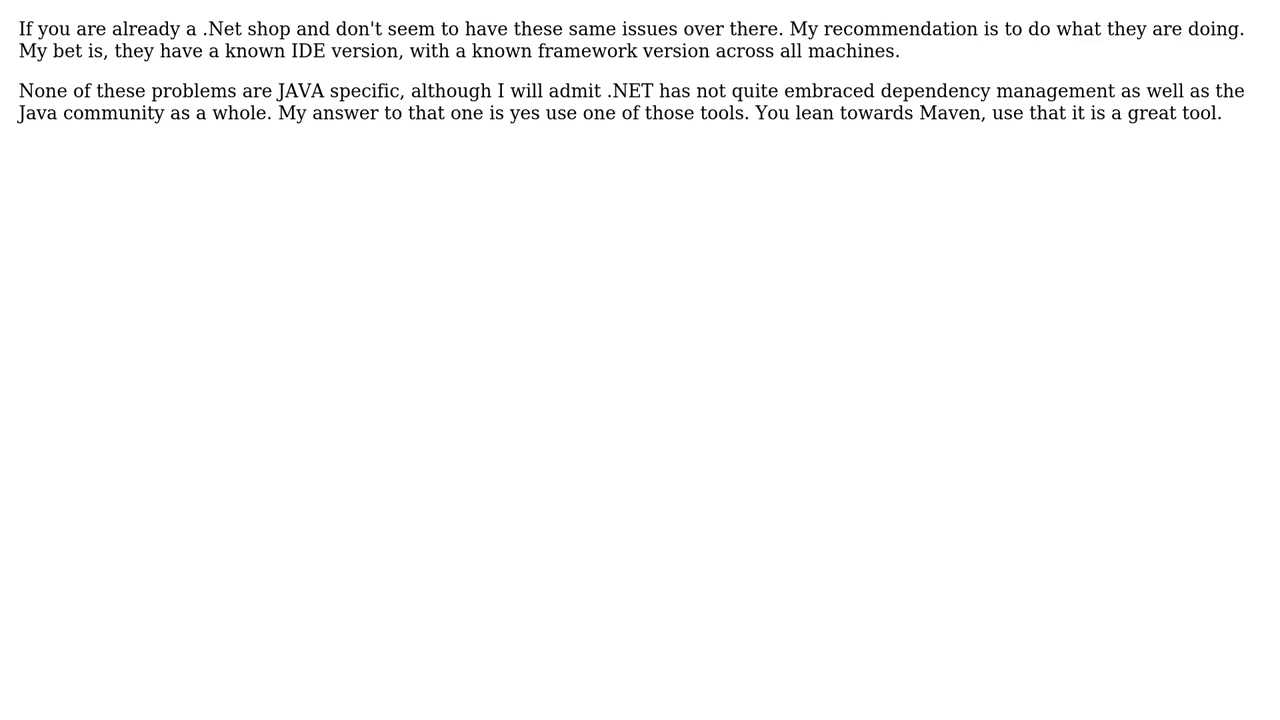 If you are already a .Net shop and don't seem to have these same issues over there. My recommendation is to do what they are doing.
My bet is, they have a known IDE version, with a known framework version across all machines.
None of these problems are JAVA specific, although I will admit .NET has not quite embraced dependency management as well as the
Java community as a whole. My answer to that one is yes use one of those tools. You lean towards Maven, use that it is a great tool.